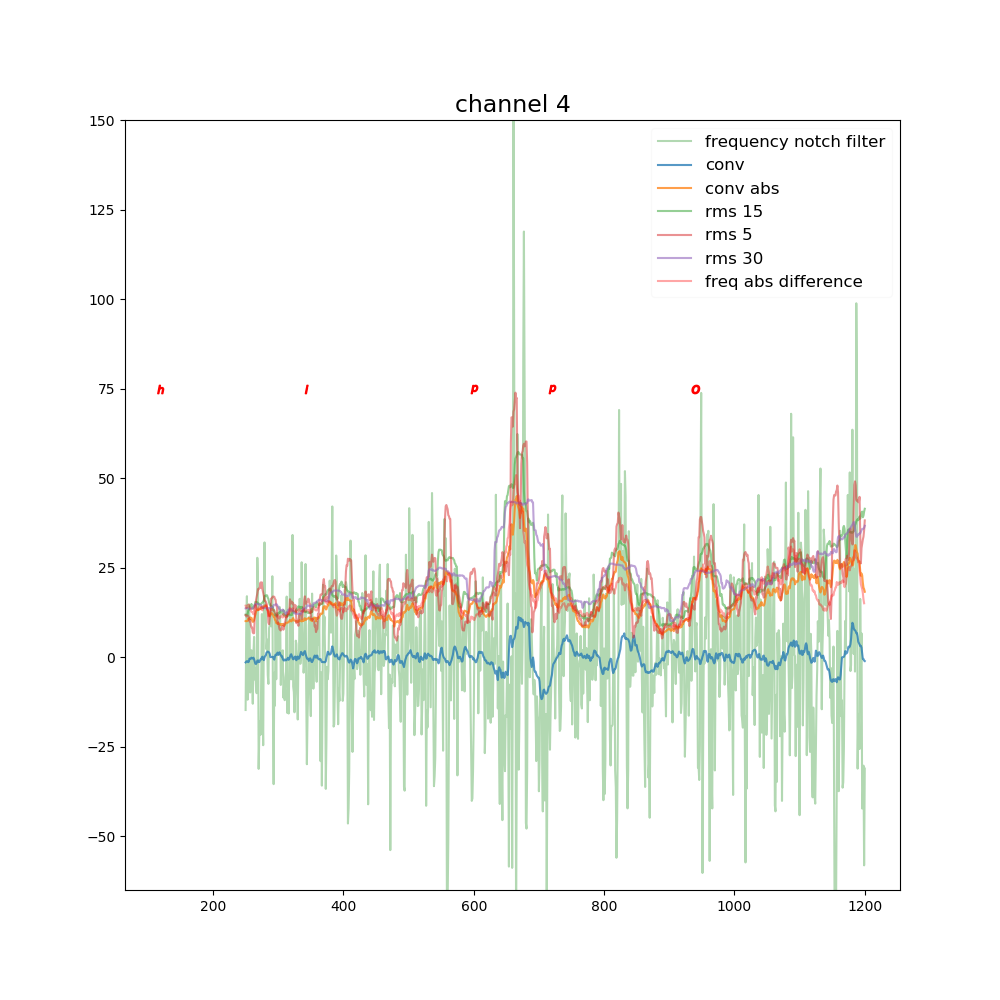 channel 4
150
frequency notch filter
conv
conv abs
125
rms 15
rms 5
rms 30
freq abs difference
100
75
h l p p O
50
25
0
−25
−50
200 400 600 800 1000 1200